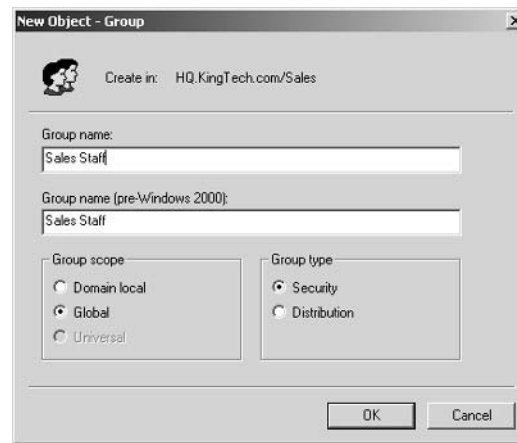 New Object - Group
Create in: HQ.KingTech.com/Sales
Group name:
Sales Staff
Group name (pre-Windows 2000):
Sales Staff
Group scope
Domain local
Global
Universal
Group type
Security
Distribution
OK
Cancel